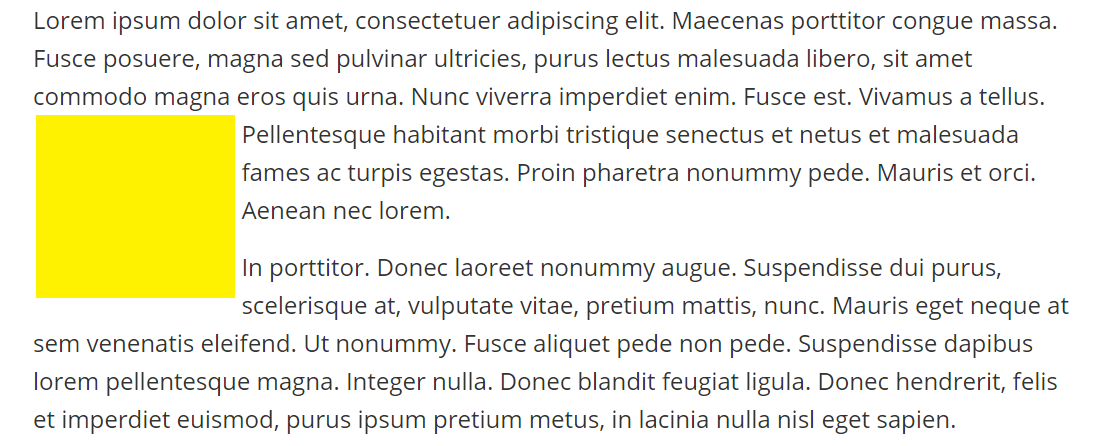 Lorem ipsum dolor sit amet, consectetuer adipiscing elit. Maecenas porttitor congue massa.
Fusce posuere, magna sed pulvinar ultricies, purus lectus malesuada libero, sit amet
commodo magna eros quis urna. Nunc viverra imperdiet enim. Fusce est. Vivamus a tellus.
Pellentesque habitant morbi tristique senectus et netus et malesuada
fames ac turpis egestas. Proin pharetra nonummy pede. Mauris et orci.
Aenean nec lorem.
In porttitor. Donec laoreet nonummy augue. Suspendisse dui purus,
scelerisque at, vulputate vitae, pretium mattis, nunc. Mauris eget neque at
sem venenatis eleifend. Ut nonummy. Fusce aliquet pede non pede. Suspendisse dapibus
lorem pellentesque magna. Integer nulla. Donec blandit feugiat ligula. Donec hendrerit, felis
et imperdiet euismod, purus ipsum pretium metus, in lacinia nulla nisl eget sapien.